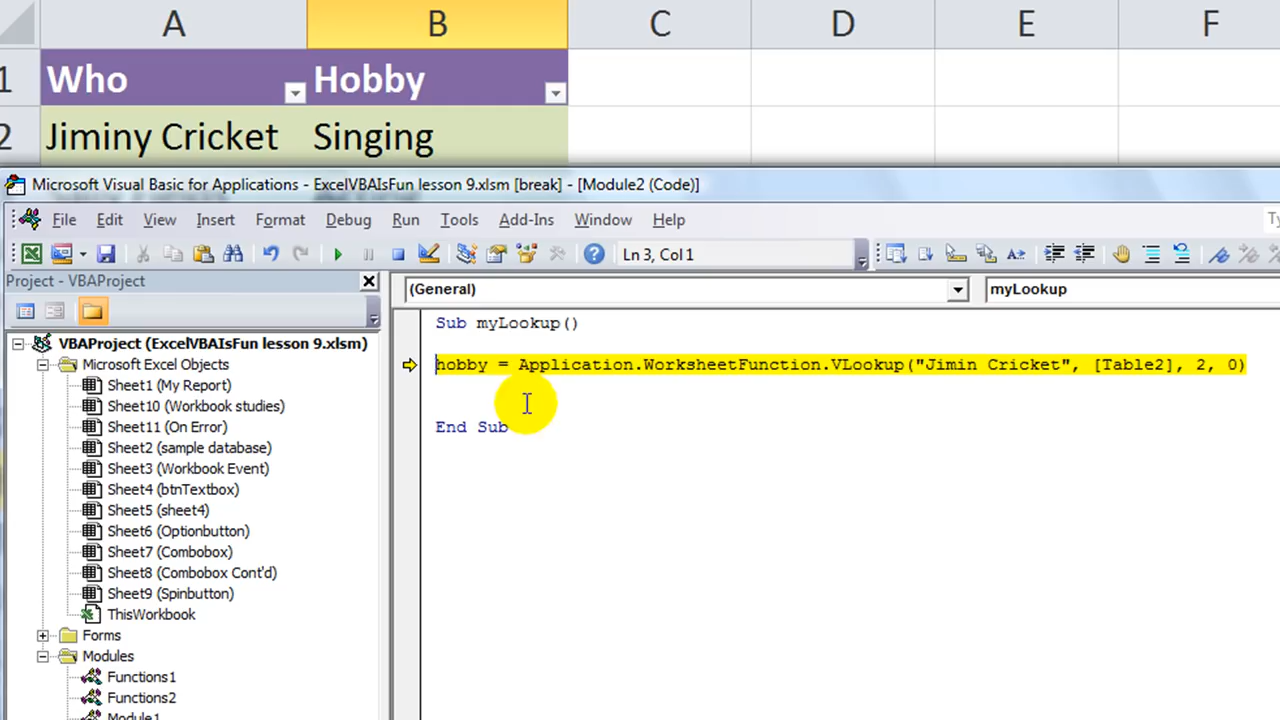 A B C D E F
1 Who Hobby
2 Jiminy Cricket Singing
Microsoft Visual Basic for Applications - ExcelVBAIsFun lesson 9.xlsm [break] - [Module2 (Code)]
File Edit View Insert Format Debug Run Tools Add-Ins Window Help
Ln 3, Col 1
Project - VBAProject
(General) myLookup
VBAProject (ExcelVBAIsFun lesson 9.xlsm)
Microsoft Excel Objects
Sheet1 (My Report)
Sheet10 (Workbook studies)
Sheet11 (On Error)
Sheet2 (sample database)
Sheet3 (Workbook Event)
Sheet4 (btnTextbox)
Sheet5 (sheet4)
Sheet6 (Optionbutton)
Sheet7 (Combobox)
Sheet8 (Combobox Cont'd)
Sheet9 (Spinbutton)
ThisWorkbook
Forms
Modules
Functions1
Functions2
Module1
Sub myLookup()
hobby = Application.WorksheetFunction.VLookup("Jimin Cricket", [Table2], 2, 0)
End Sub